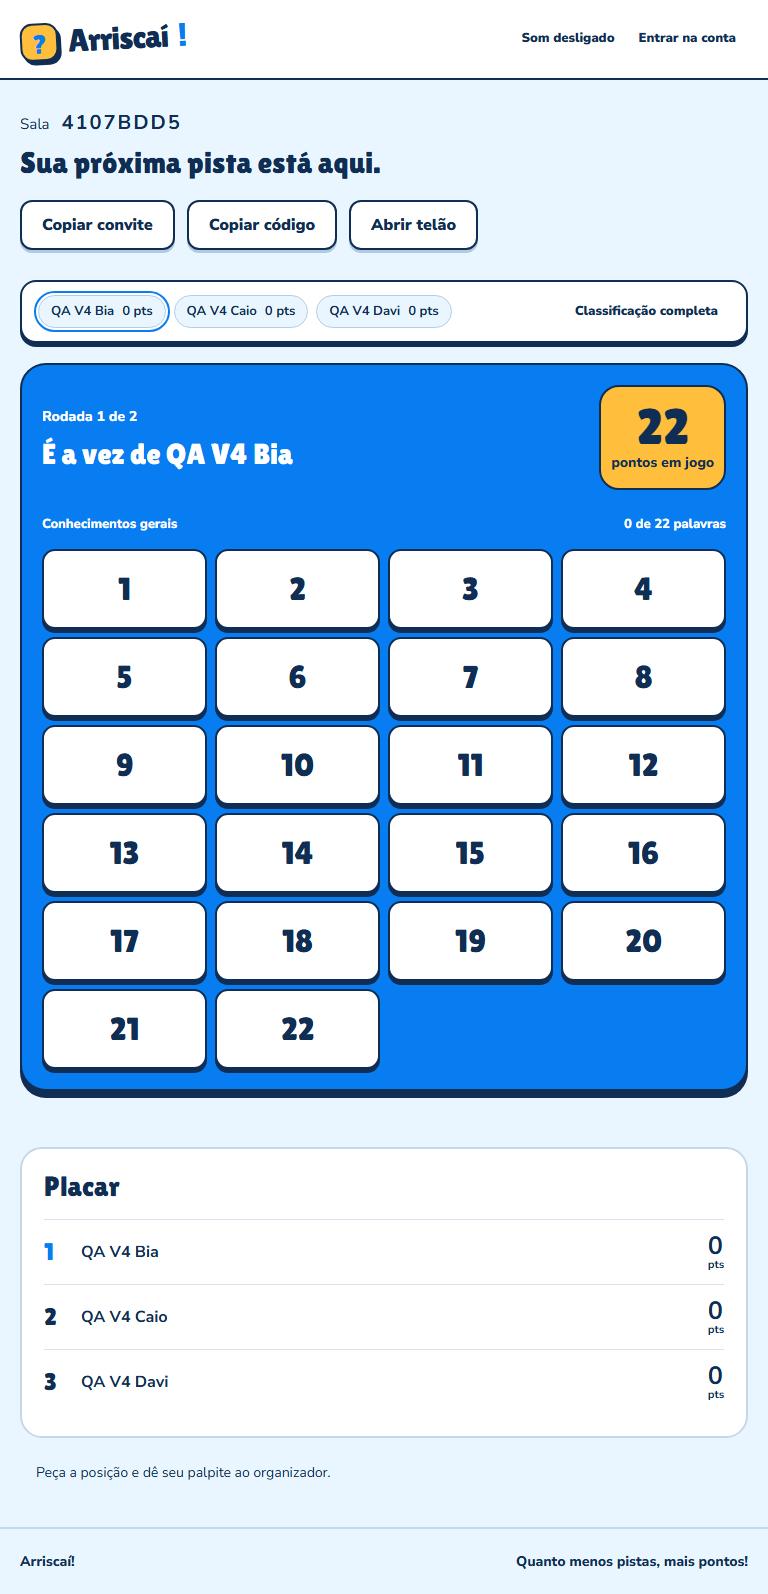 ? Arriscaí !
Som desligado Entrar na conta
Sala 4107BDD5
Sua próxima pista está aqui.
Copiar convite Copiar código Abrir telão
QA V4 Bia 0 pts QA V4 Caio 0 pts QA V4 Davi 0 pts Classificação completa
Rodada 1 de 2
É a vez de QA V4 Bia
22
pontos em jogo
Conhecimentos gerais 0 de 22 palavras
1 2 3 4
5 6 7 8
9 10 11 12
13 14 15 16
17 18 19 20
21 22
Placar
1 QA V4 Bia 0 pts
2 QA V4 Caio 0 pts
3 QA V4 Davi 0 pts
Peça a posição e dê seu palpite ao organizador.
Arriscaí! Quanto menos pistas, mais pontos!